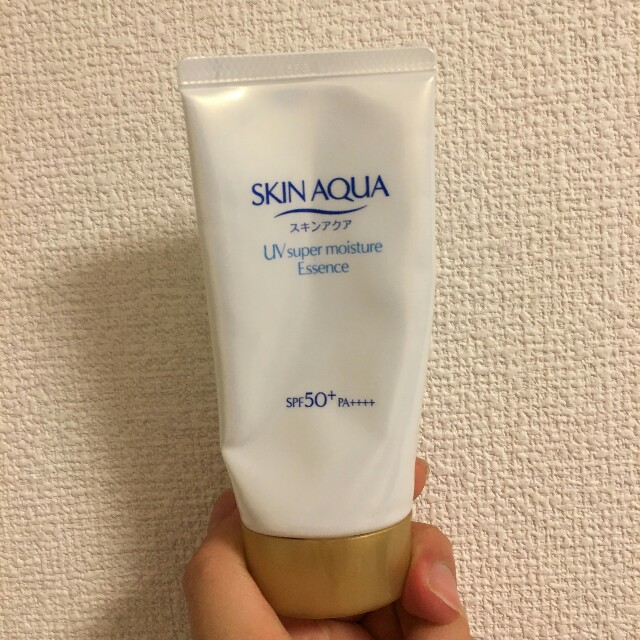 SKIN AQUA
スキンアクア
UV super moisture
Essence
SPF50+ PA++++